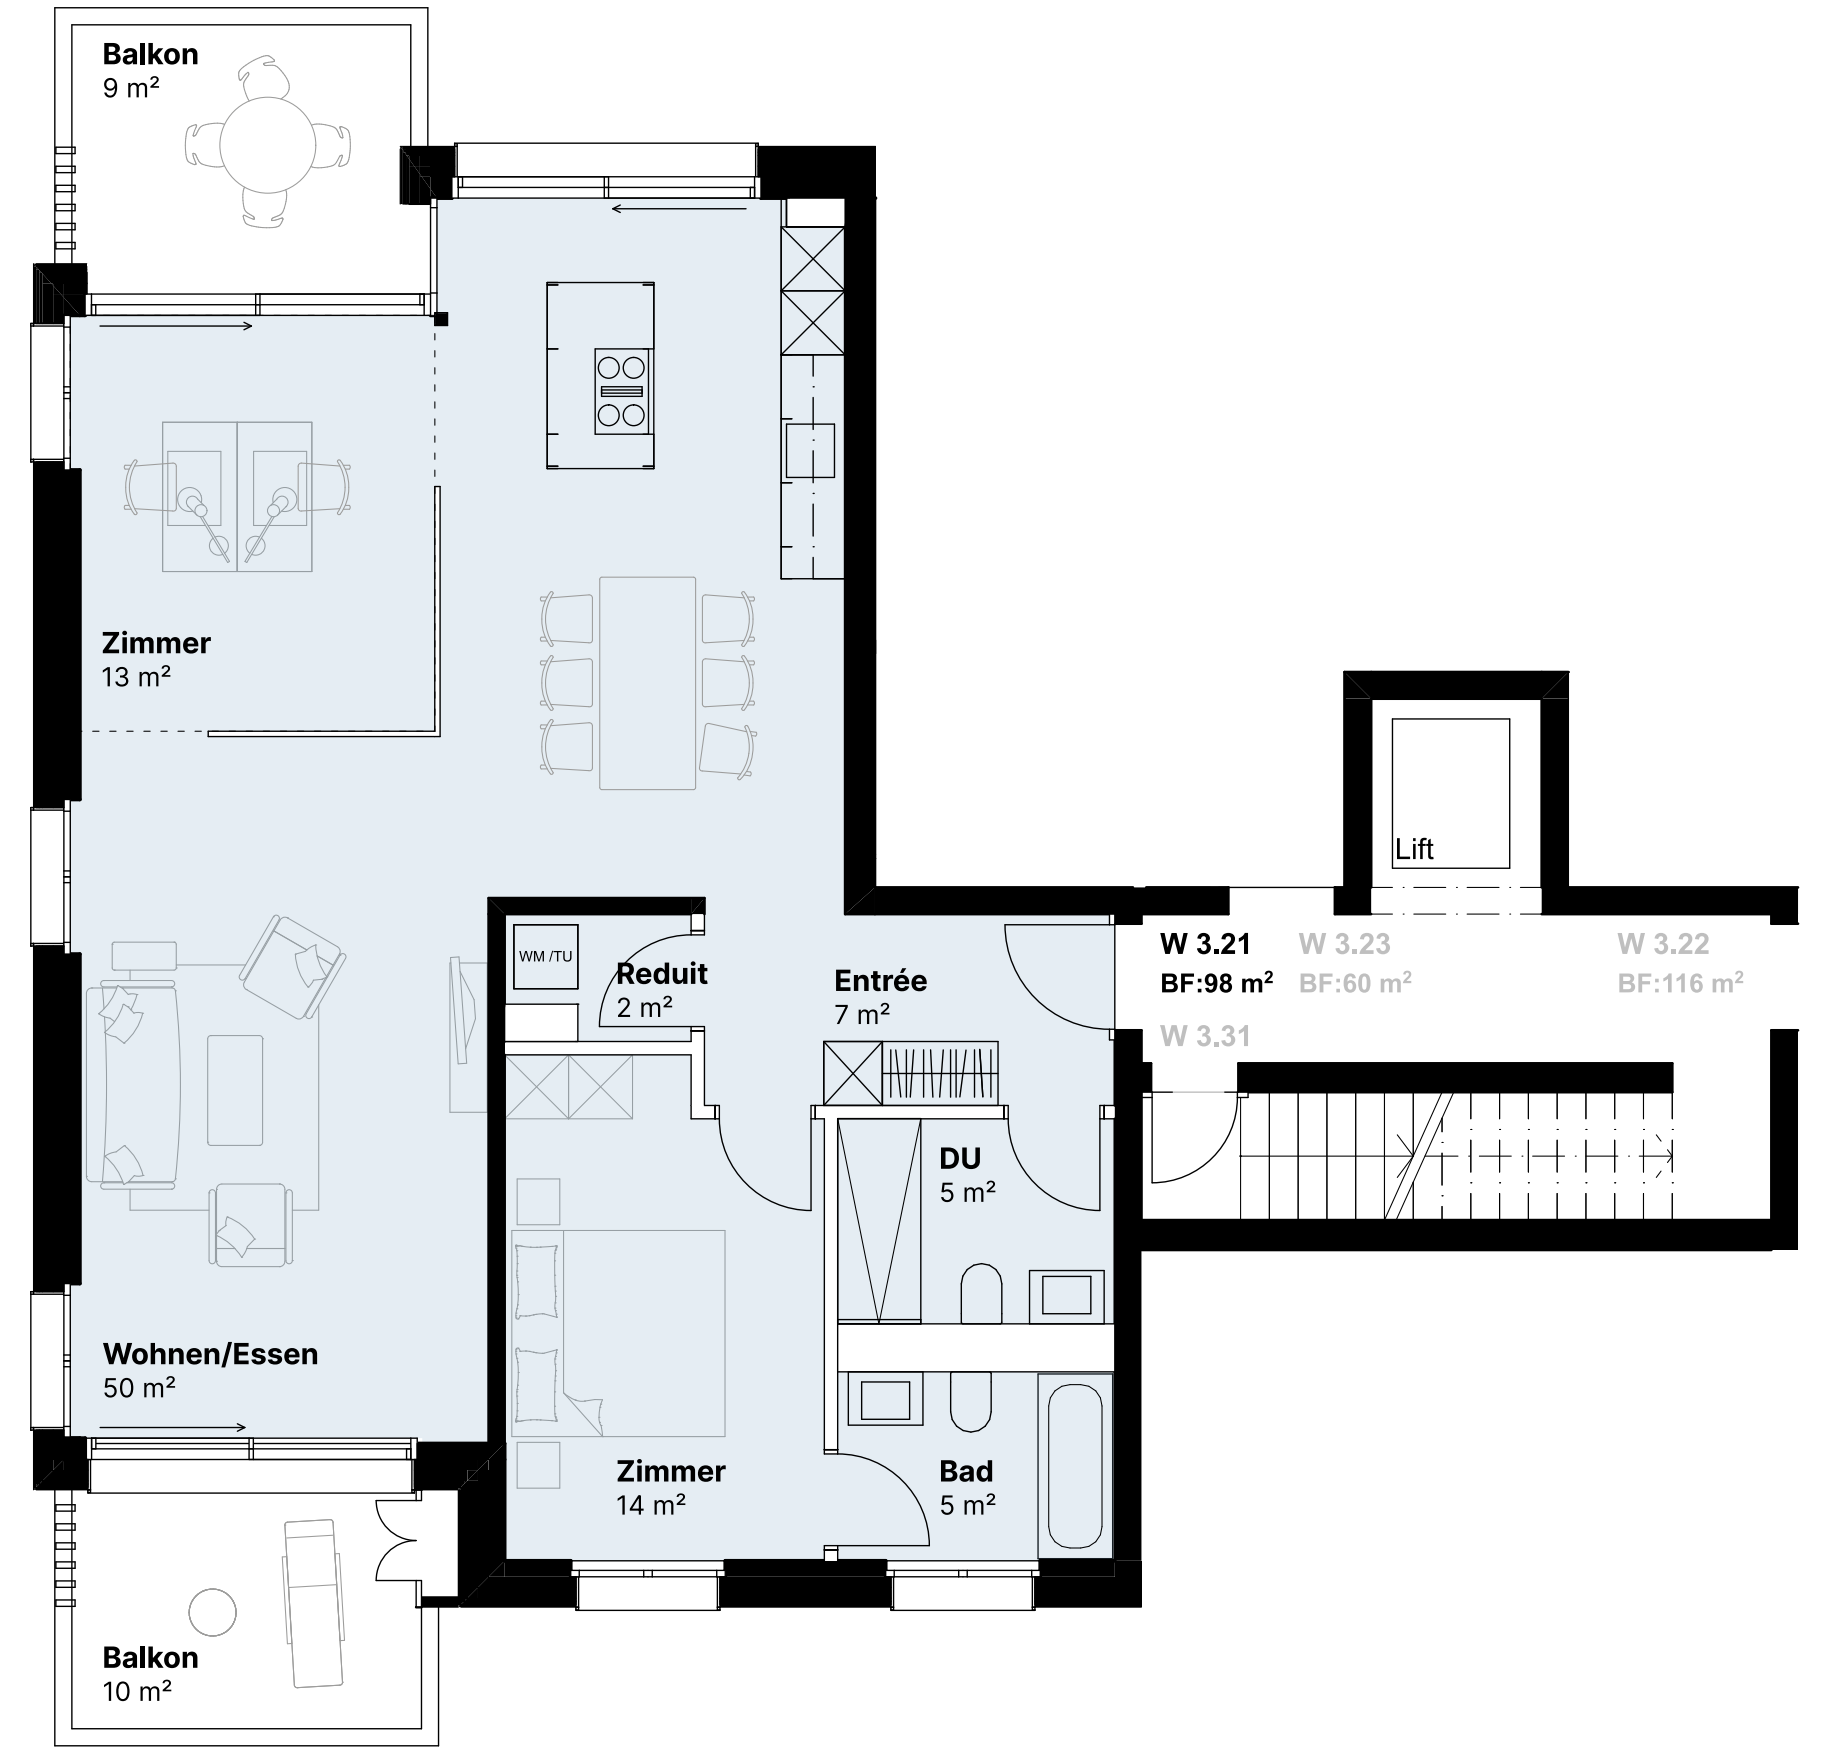 Balkon
9 m²
Zimmer
13 m²
Lift
W 3.21
BF:98 m²
W 3.23
BF:60 m²
W 3.22
BF:116 m²
W 3.31
WM /TU
Reduit
2 m²
Entrée
7 m²
DU
5 m²
Wohnen/Essen
50 m²
Zimmer
14 m²
Bad
5 m²
Balkon
10 m²